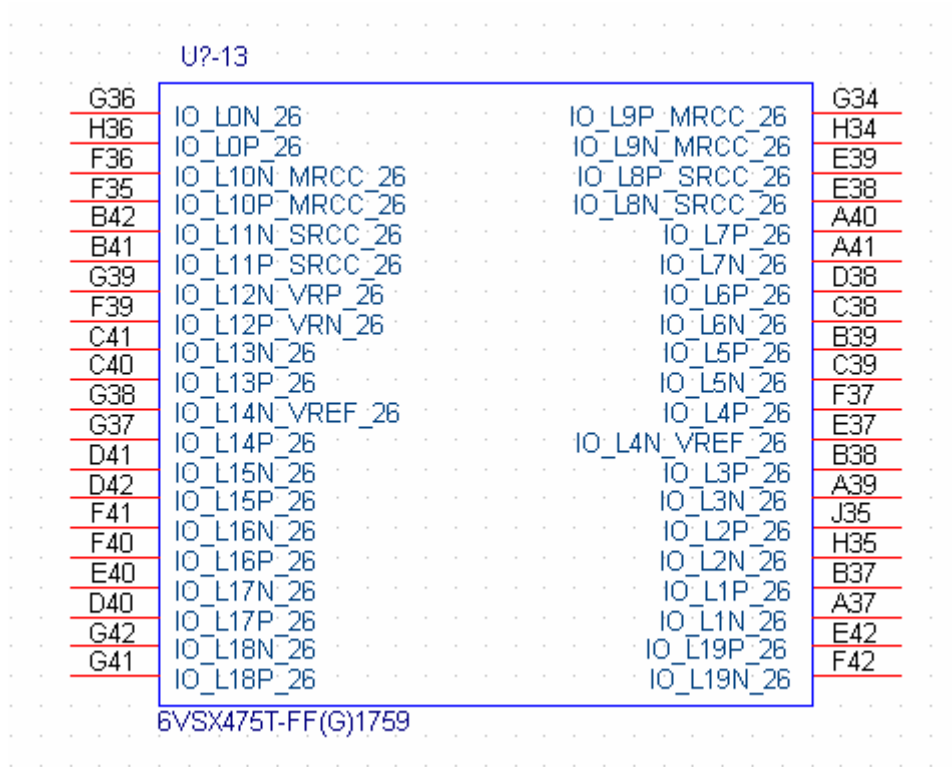 U?-13
G36 IO_L0N_26 IO_L9P_MRCC_26 G34
H36 IO_L0P_26 IO_L9N_MRCC_26 H34
F36 IO_L10N_MRCC_26 IO_L8P_SRCC_26 E39
F35 IO_L10P_MRCC_26 IO_L8N_SRCC_26 E38
B42 IO_L11N_SRCC_26 IO_L7P_26 A40
B41 IO_L11P_SRCC_26 IO_L7N_26 A41
G39 IO_L12N_VRP_26 IO_L6P_26 D38
F39 IO_L12P_VRN_26 IO_L6N_26 C38
C41 IO_L13N_26 IO_L5P_26 B39
C40 IO_L13P_26 IO_L5N_26 C39
G38 IO_L14N_VREF_26 IO_L4P_26 F37
G37 IO_L14P_26 IO_L4N_VREF_26 E37
D41 IO_L15N_26 IO_L3P_26 B38
D42 IO_L15P_26 IO_L3N_26 A39
F41 IO_L16N_26 IO_L2P_26 J35
F40 IO_L16P_26 IO_L2N_26 H35
E40 IO_L17N_26 IO_L1P_26 B37
D40 IO_L17P_26 IO_L1N_26 A37
G42 IO_L18N_26 IO_L19P_26 E42
G41 IO_L18P_26 IO_L19N_26 F42
6VSX475T-FF(G)1759